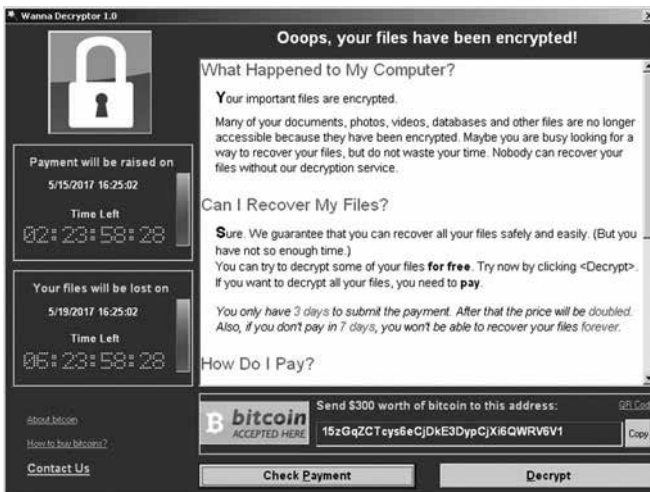 Wanna Decryptor 1.0
Ooops, your files have been encrypted!
What Happened to My Computer?
Your important files are encrypted.
Many of your documents, photos, videos, databases and other files are no longer
accessible because they have been encrypted. Maybe you are busy looking for a
way to recover your files, but do not waste your time. Nobody can recover your
files without our decryption service.
Can I Recover My Files?
Sure. We guarantee that you can recover all your files safely and easily. (But you
have not so enough time.)
You can try to decrypt some of your files for free. Try now by clicking <Decrypt>.
If you want to decrypt all your files, you need to pay.
You only have 3 days to submit the payment. After that the price will be doubled.
Also, if you don't pay in 7 days, you won't be able to recover your files forever.
How Do I Pay?
Payment will be raised on
5/15/2017 16:25:02
Time Left
02:23:58:28
Your files will be lost on
5/19/2017 16:25:02
Time Left
06:23:58:28
About bitcoin
How to buy bitcoins?
Contact Us
bitcoin
ACCEPTED HERE
Send $300 worth of bitcoin to this address:
QR Cod
15zGqZCTcys6eCjDkE3DypCjXi6QWRV6V1
Copy
Check Payment
Decrypt